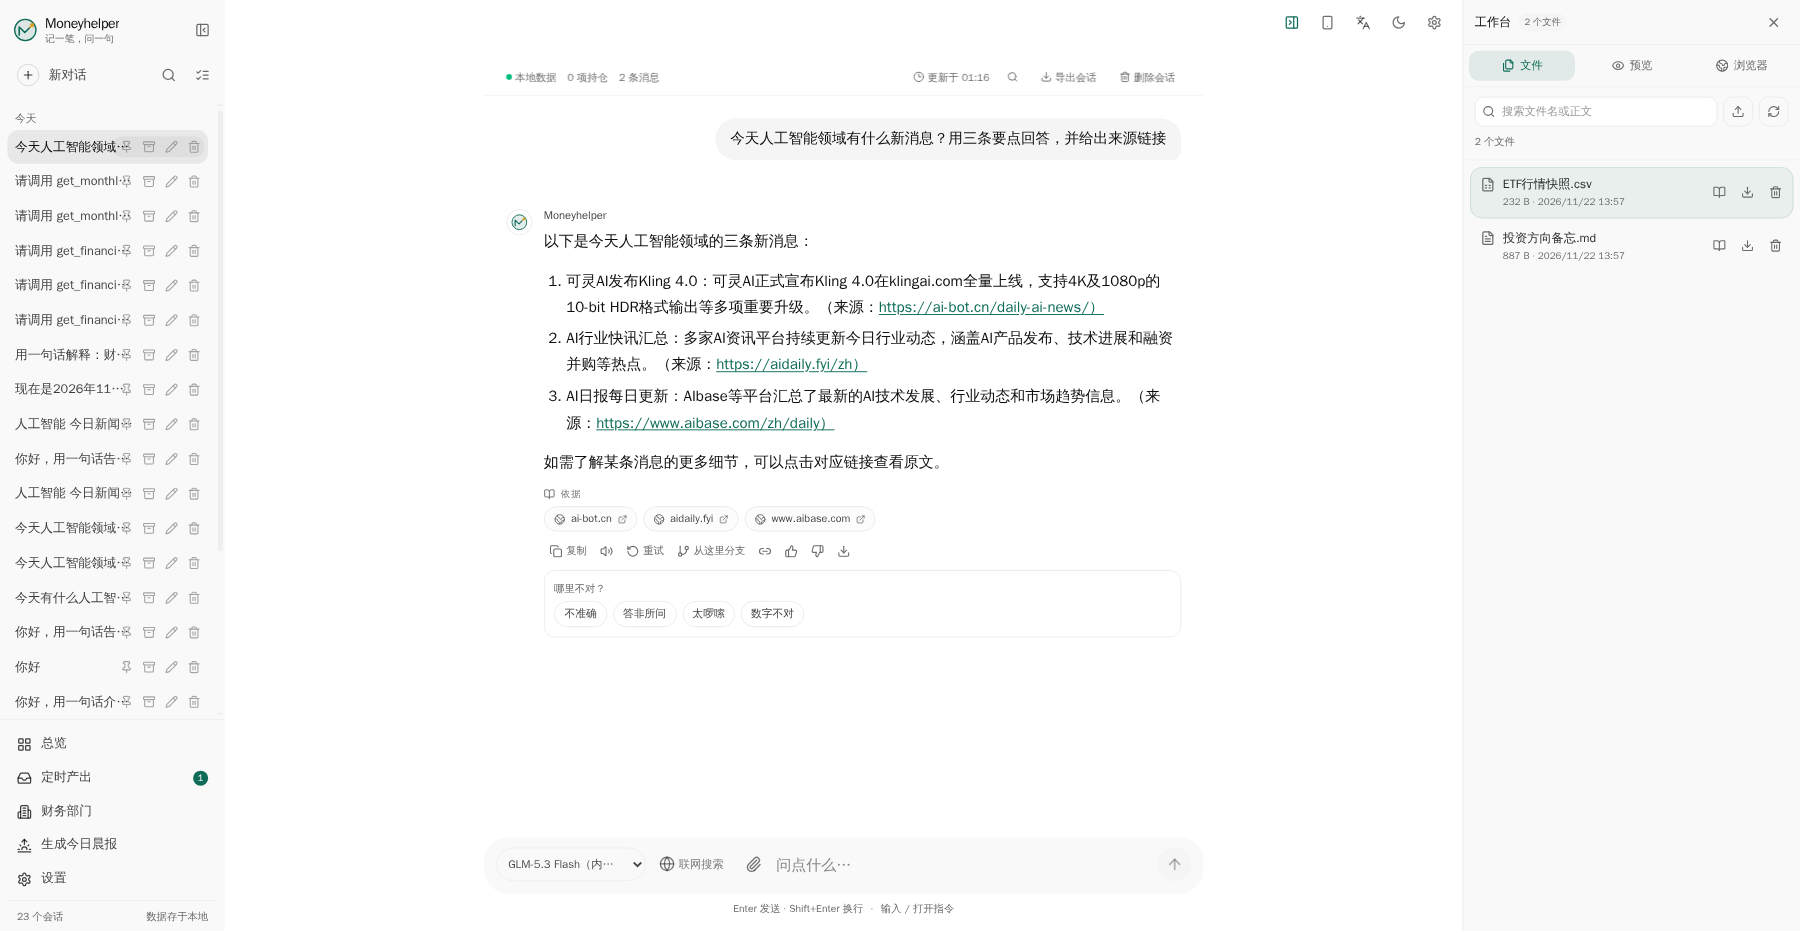 Moneyhelper
记一笔，问一句
新对话
今天
今天人工智能领域…
请调用 get_monthl…
请调用 get_monthl…
请调用 get_financi…
请调用 get_financi…
请调用 get_financi…
用一句话解释：财…
现在是2026年11…
人工智能 今日新闻…
你好，用一句话告…
人工智能 今日新闻…
今天人工智能领域…
今天人工智能领域…
今天有什么人工智…
你好，用一句话告…
你好
你好，用一句话介…
总览
定时产出 1
财务部门
生成今日晨报
设置
23 个会话 数据存于本地
本地数据 0 项持仓 2 条消息 更新于 01:16 导出会话 删除会话
今天人工智能领域有什么新消息？用三条要点回答，并给出来源链接
Moneyhelper
以下是今天人工智能领域的三条新消息：
1. 可灵AI发布Kling 4.0：可灵AI正式宣布Kling 4.0在klingai.com全量上线，支持4K及1080p的
10-bit HDR格式输出等多项重要升级。（来源：https://ai-bot.cn/daily-ai-news/）
2. AI行业快讯汇总：多家AI资讯平台持续更新今日行业动态，涵盖AI产品发布、技术进展和融资
并购等热点。（来源：https://aidaily.fyi/zh）
3. AI日报每日更新：AIbase等平台汇总了最新的AI技术发展、行业动态和市场趋势信息。（来
源：https://www.aibase.com/zh/daily）
如需了解某条消息的更多细节，可以点击对应链接查看原文。
依据
ai-bot.cn aidaily.fyi www.aibase.com
复制 重试 从这里分支
哪里不对？
不准确 答非所问 太啰嗦 数字不对
GLM-5.3 Flash（内… 联网搜索 问点什么…
Enter 发送 · Shift+Enter 换行 · 输入 / 打开指令
工作台 2 个文件
文件 预览 浏览器
搜索文件名或正文
2 个文件
ETF行情快照.csv
232 B · 2026/11/22 13:57
投资方向备忘.md
887 B · 2026/11/22 13:57